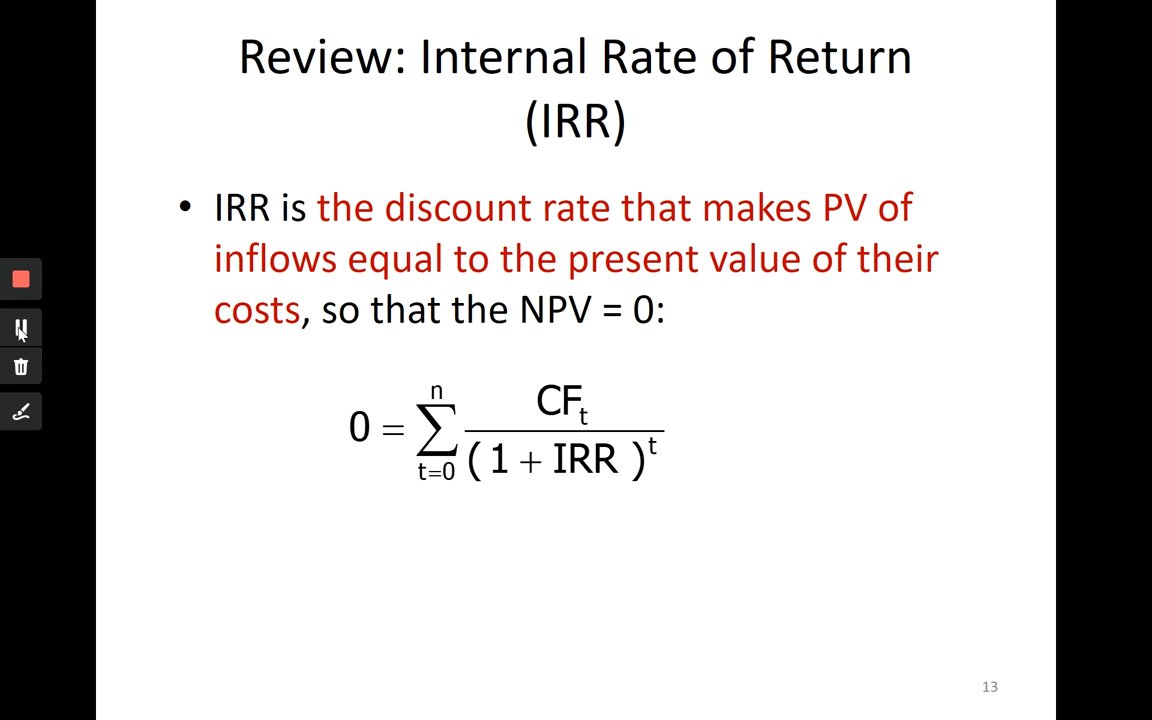 Review: Internal Rate of Return
(IRR)
• IRR is the discount rate that makes PV of
inflows equal to the present value of their
costs, so that the NPV = 0:
0 = ∑_{t=0}^{n} CF_t / (1 + IRR)^t
13